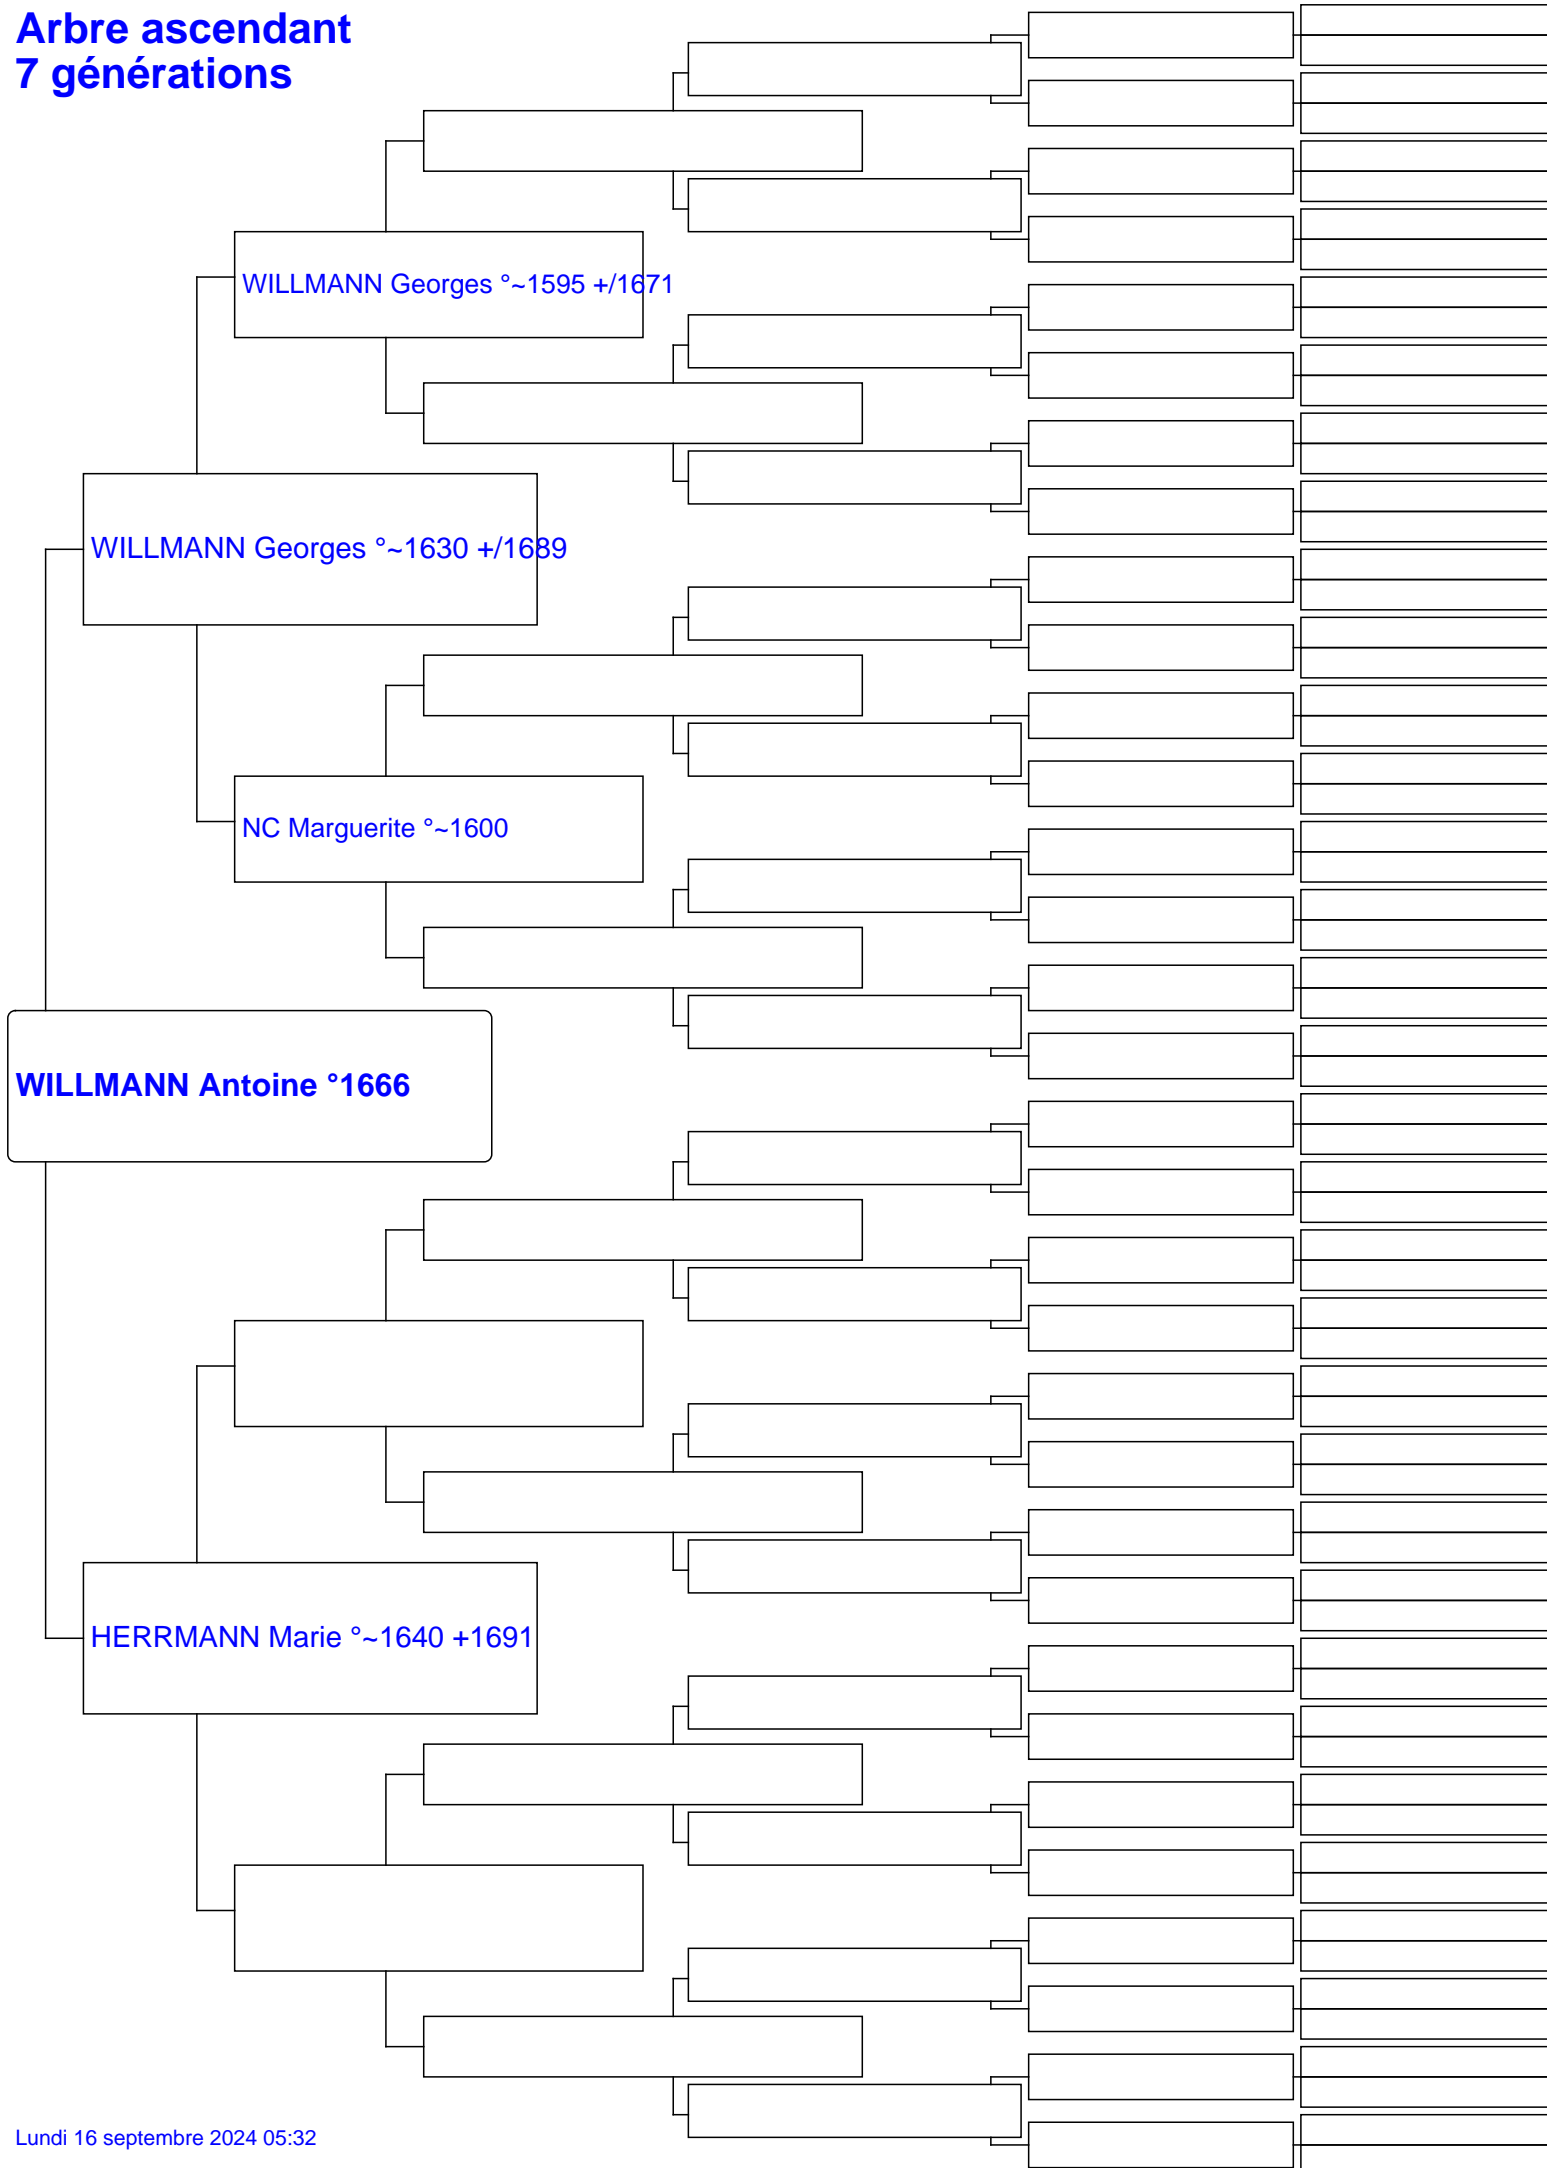 Arbre ascendant
7 générations
WILLMANN Georges °~1595 +/1671
WILLMANN Georges °~1630 +/1689
NC Marguerite °~1600
WILLMANN Antoine °1666
HERRMANN Marie °~1640 +1691
Lundi 16 septembre 2024 05:32